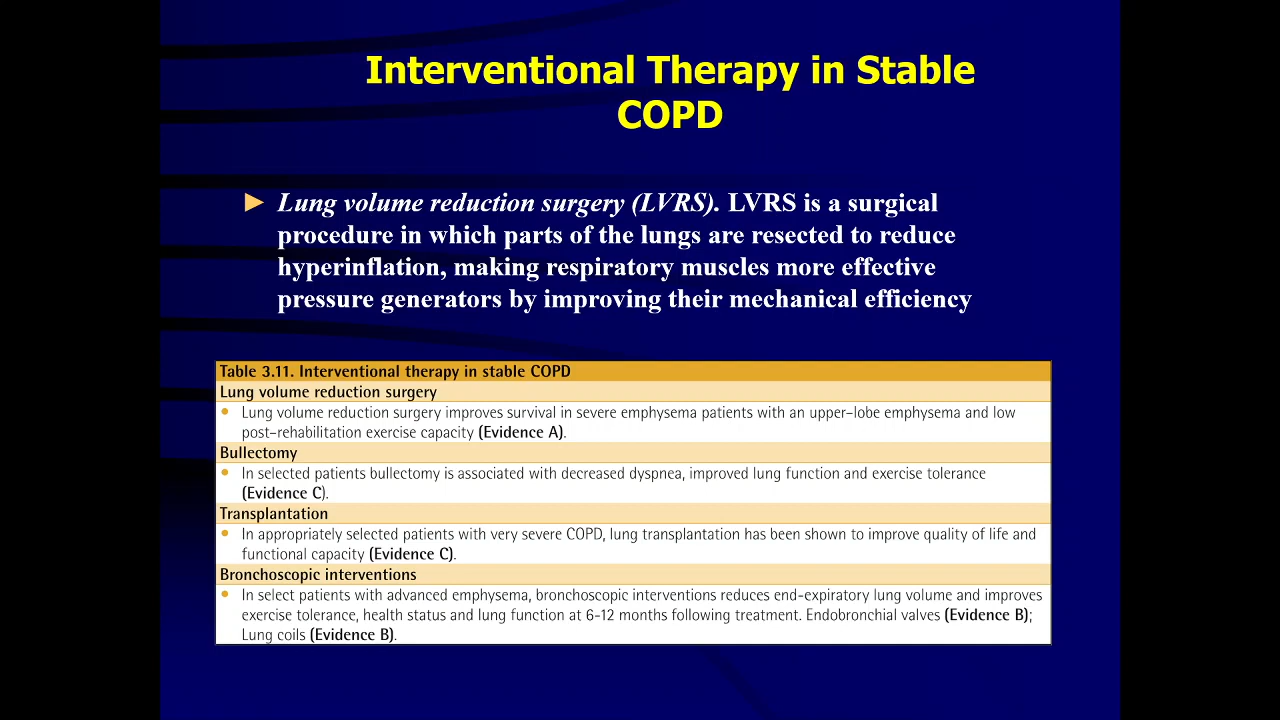 Interventional Therapy in Stable
COPD
► Lung volume reduction surgery (LVRS). LVRS is a surgical
procedure in which parts of the lungs are resected to reduce
hyperinflation, making respiratory muscles more effective
pressure generators by improving their mechanical efficiency
Table 3.11. Interventional therapy in stable COPD
Lung volume reduction surgery
• Lung volume reduction surgery improves survival in severe emphysema patients with an upper-lobe emphysema and low
post-rehabilitation exercise capacity (Evidence A).
Bullectomy
• In selected patients bullectomy is associated with decreased dyspnea, improved lung function and exercise tolerance
(Evidence C).
Transplantation
• In appropriately selected patients with very severe COPD, lung transplantation has been shown to improve quality of life and
functional capacity (Evidence C).
Bronchoscopic interventions
• In select patients with advanced emphysema, bronchoscopic interventions reduces end-expiratory lung volume and improves
exercise tolerance, health status and lung function at 6-12 months following treatment. Endobronchial valves (Evidence B);
Lung coils (Evidence B).